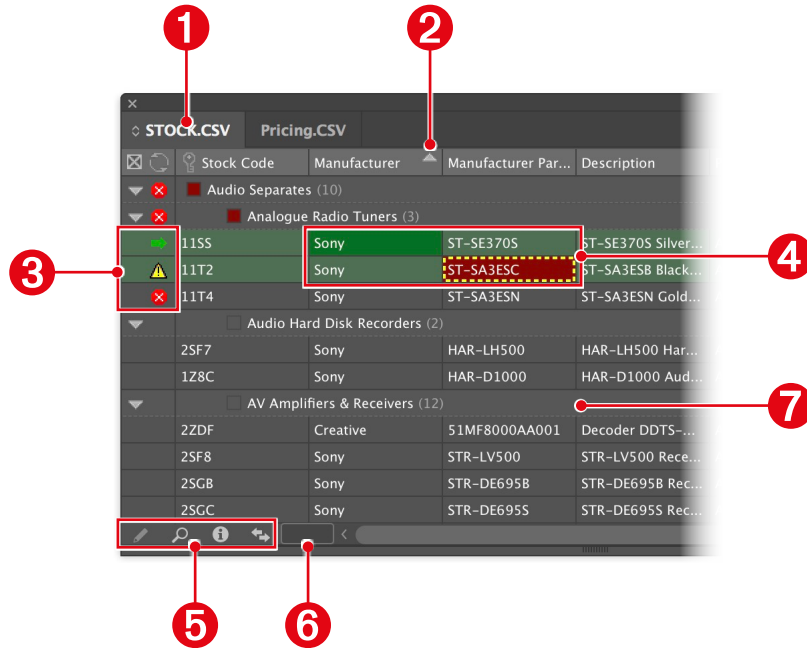 1 2
× 
STOCK.CSV Pricing.CSV
Stock Code Manufacturer Manufacturer Par... Description
Audio Separates (10)
Analogue Radio Tuners (3)
11SS Sony ST-SE370S ST-SE370S Silver...
4
3
11T2 Sony ST-SA3ESC ST-SA3ESB Black...
11T4 Sony ST-SA3ESN ST-SA3ESN Gold...
Audio Hard Disk Recorders (2)
2SF7 Sony HAR-LH500 HAR-LH500 Har...
1Z8C Sony HAR-D1000 HAR-D1000 Aud...
AV Amplifiers & Receivers (12)
7
2ZDF Creative 51MF8000AA001 Decoder DDTS-...
2SF8 Sony STR-LV500 STR-LV500 Rece...
2SGB Sony STR-DE695B STR-DE695B Rec...
2SGC Sony STR-DE695S STR-DE695S Rec...
5 6